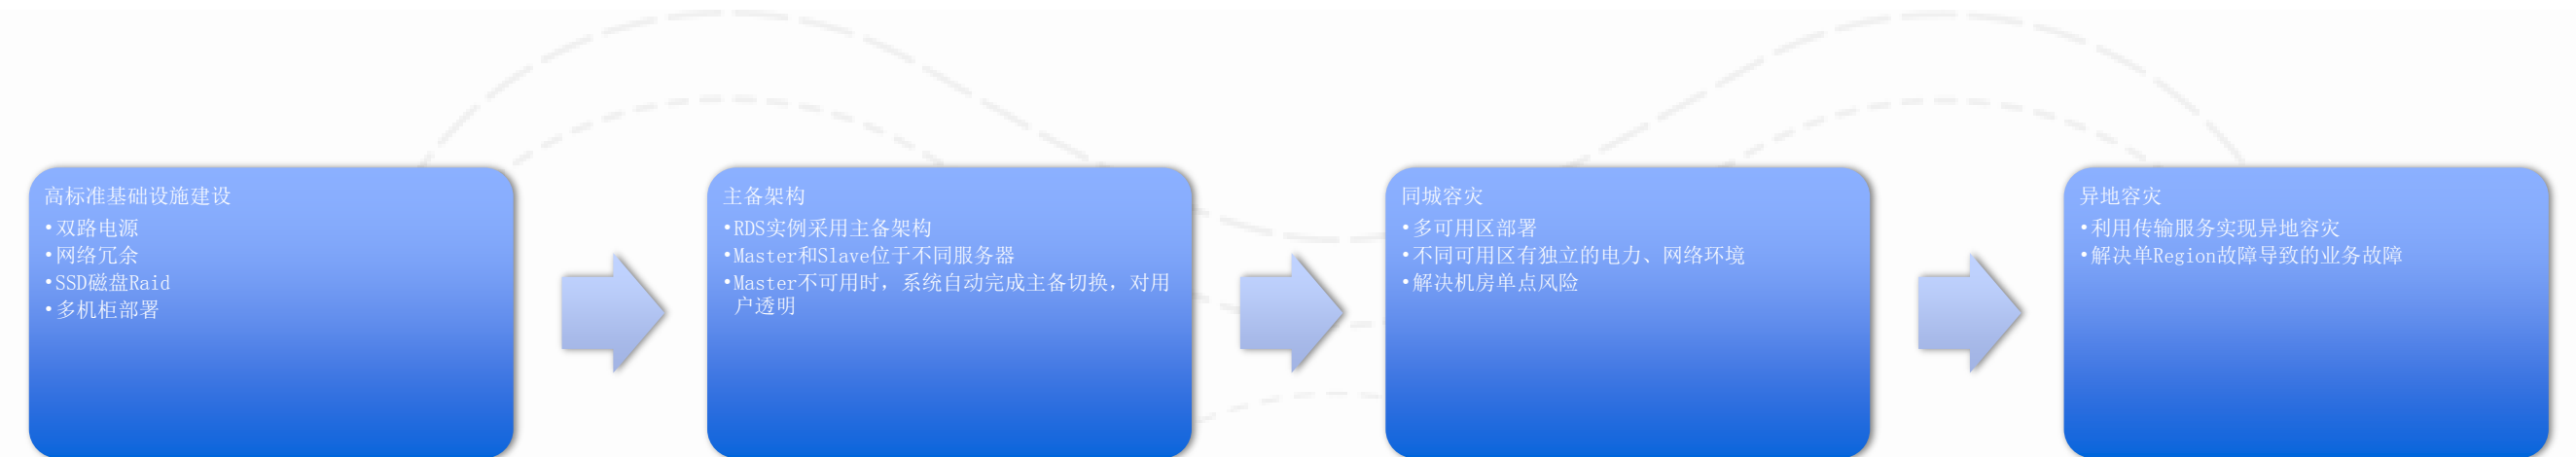 高标准基础设施建设
•双路电源
•网络冗余
•SSD磁盘Raid
•多机柜部署
主备架构
•RDS实例采用主备架构
•Master和Slave位于不同服务器
•Master不可用时，系统自动完成主备切换，对用
户透明
同城容灾
•多可用区部署
•不同可用区有独立的电力、网络环境
•解决机房单点风险
异地容灾
•利用传输服务实现异地容灾
•解决单Region故障导致的业务故障